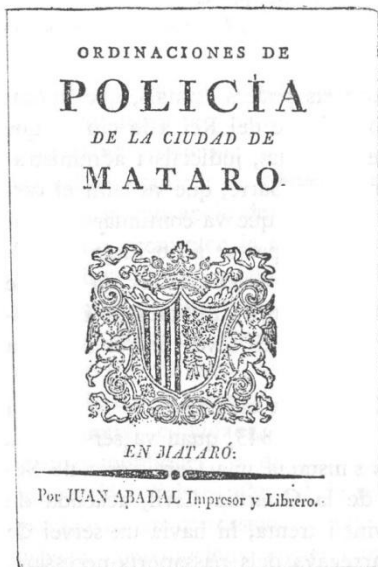 ORDINACIONES DE
POLICÍA
DE LA CIUDAD DE
MATARÓ.
EN MATARÓ:
Por JUAN ABADAL Impresor y Librero.